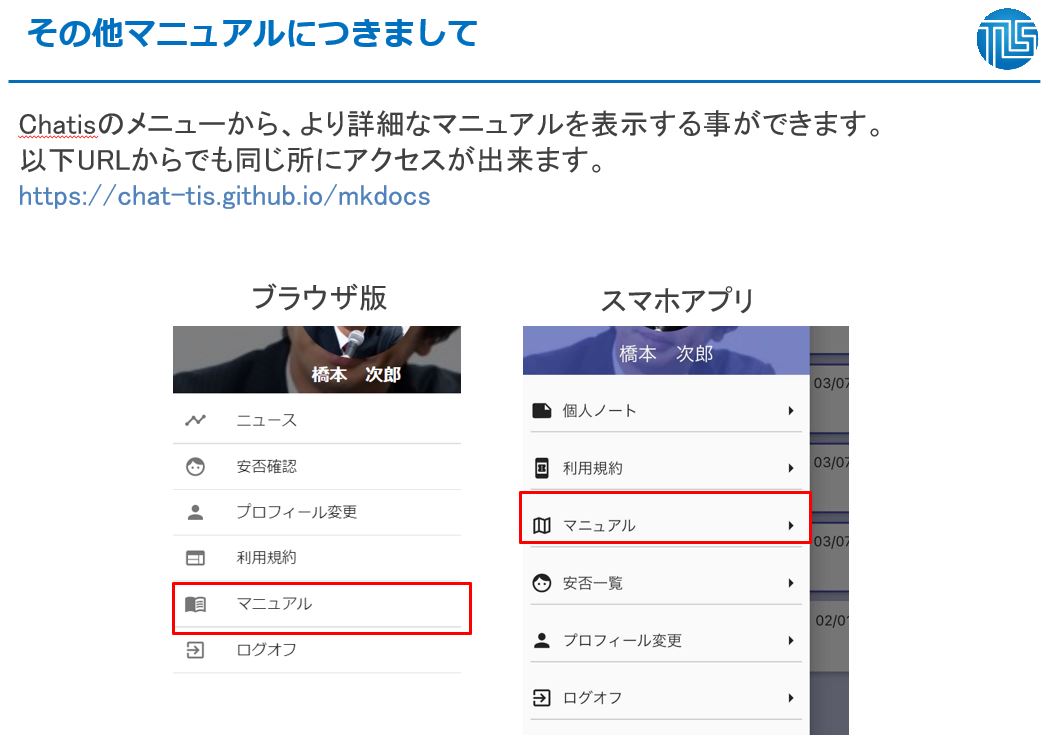 その他マニュアルにつきまして
TLS
Chatisのメニューから、より詳細なマニュアルを表示する事ができます。
以下URLからでも同じ所にアクセスが出来ます。
https://chat-tis.github.io/mkdocs
ブラウザ版
橋本 次郎
ニュース
安否確認
プロフィール変更
利用規約
マニュアル
ログオフ
スマホアプリ
橋本 次郎
個人ノート
利用規約
マニュアル
安否一覧
プロフィール変更
ログオフ
03/07
03/07
03/07